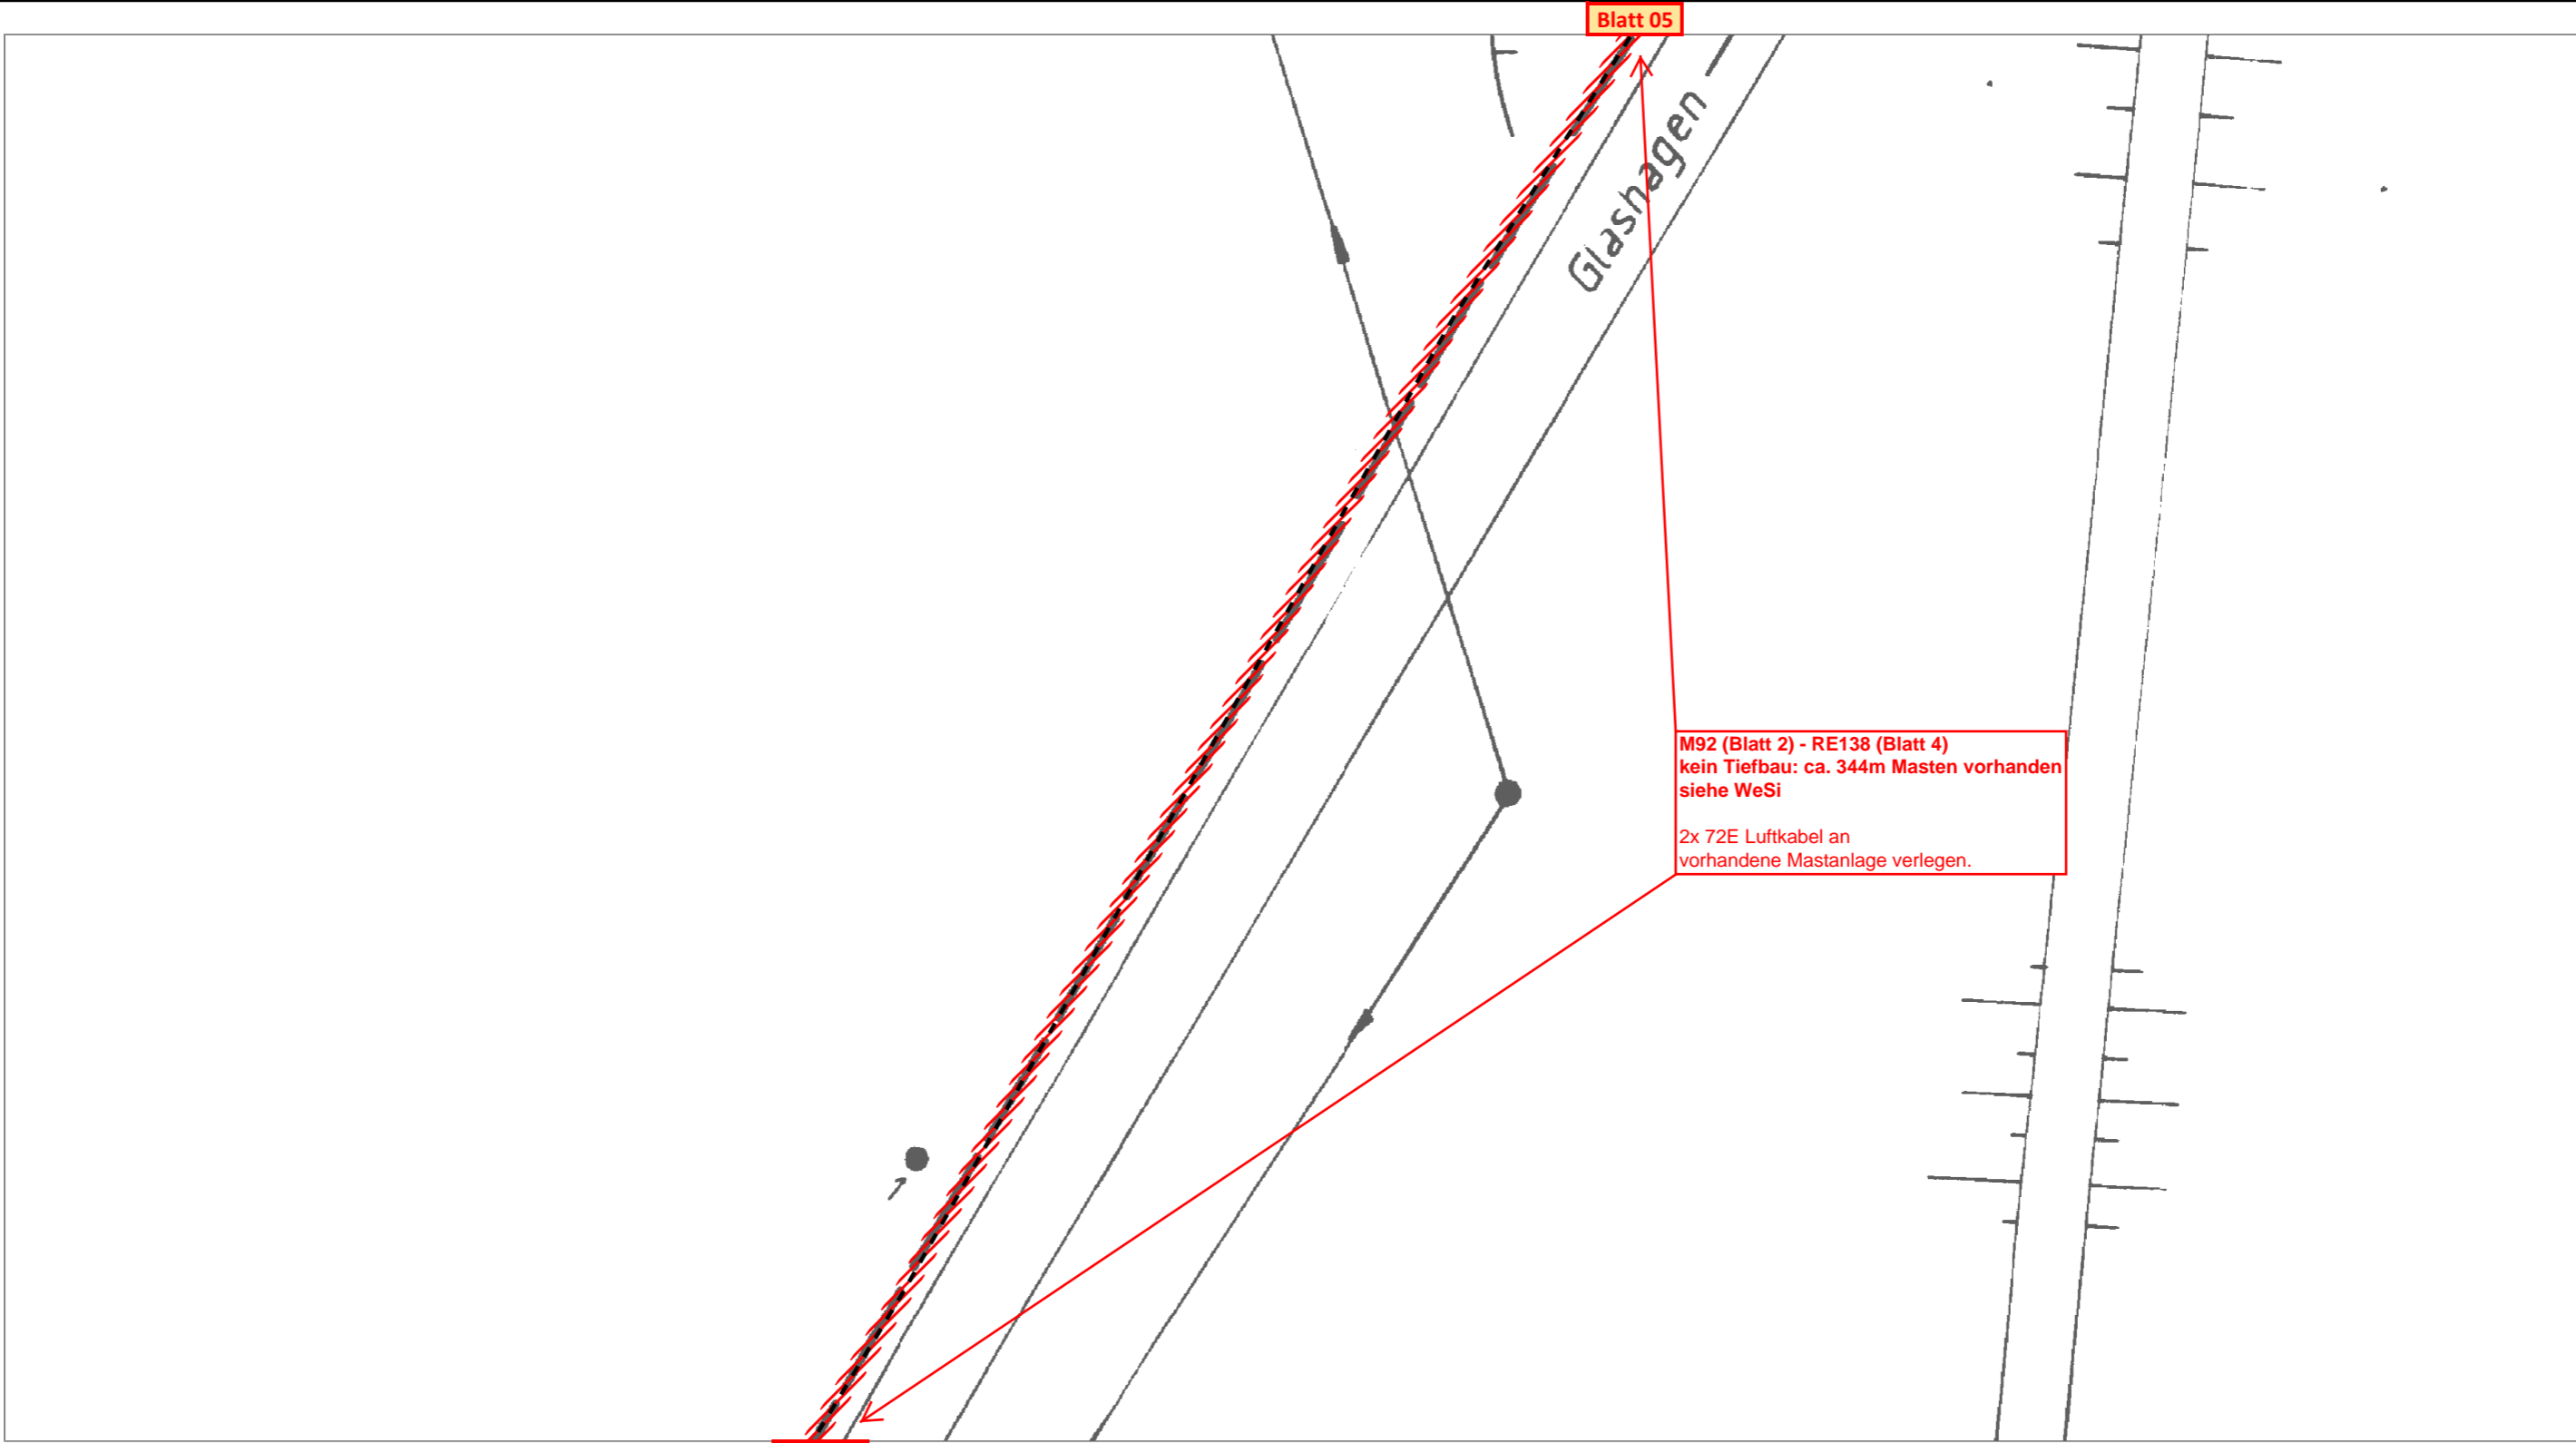 Blatt 05
Glashagen
M92 (Blatt 2) - RE138 (Blatt 4)
kein Tiefbau: ca. 344m Masten vorhanden
siehe WeSi
2x 72E Luftkabel an
vorhandene Mastanlage verlegen.